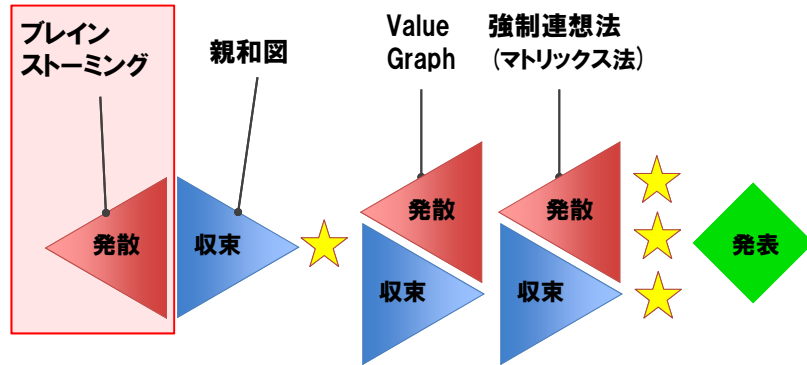 ブレイン
ストーミング
親和図
Value
Graph
強制連想法
(マトリックス法)
発散
収束
発散
収束
発散
収束
発表